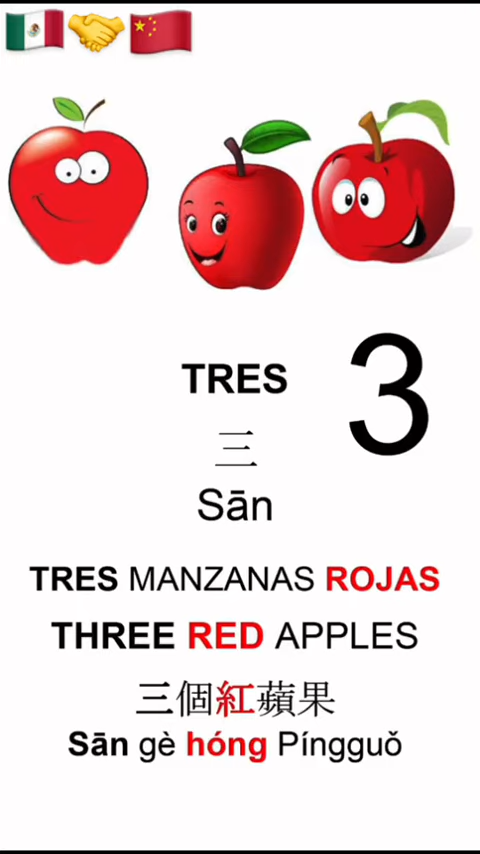 TRES
3
三
Sān
TRES MANZANAS ROJAS
THREE RED APPLES
三個紅蘋果
Sān gè hóng Píngguǒ